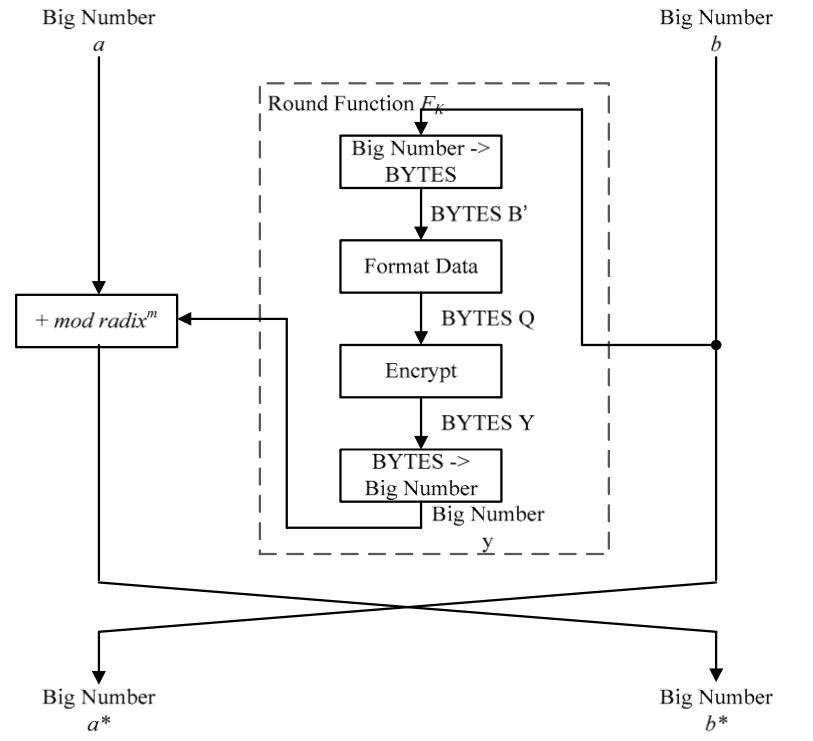 Big Number
a
Big Number
b
Round Function F_K
Big Number ->
BYTES
BYTES B’
Format Data
+ mod radix^m
BYTES Q
Encrypt
BYTES Y
BYTES ->
Big Number
Big Number
y
Big Number
a*
Big Number
b*